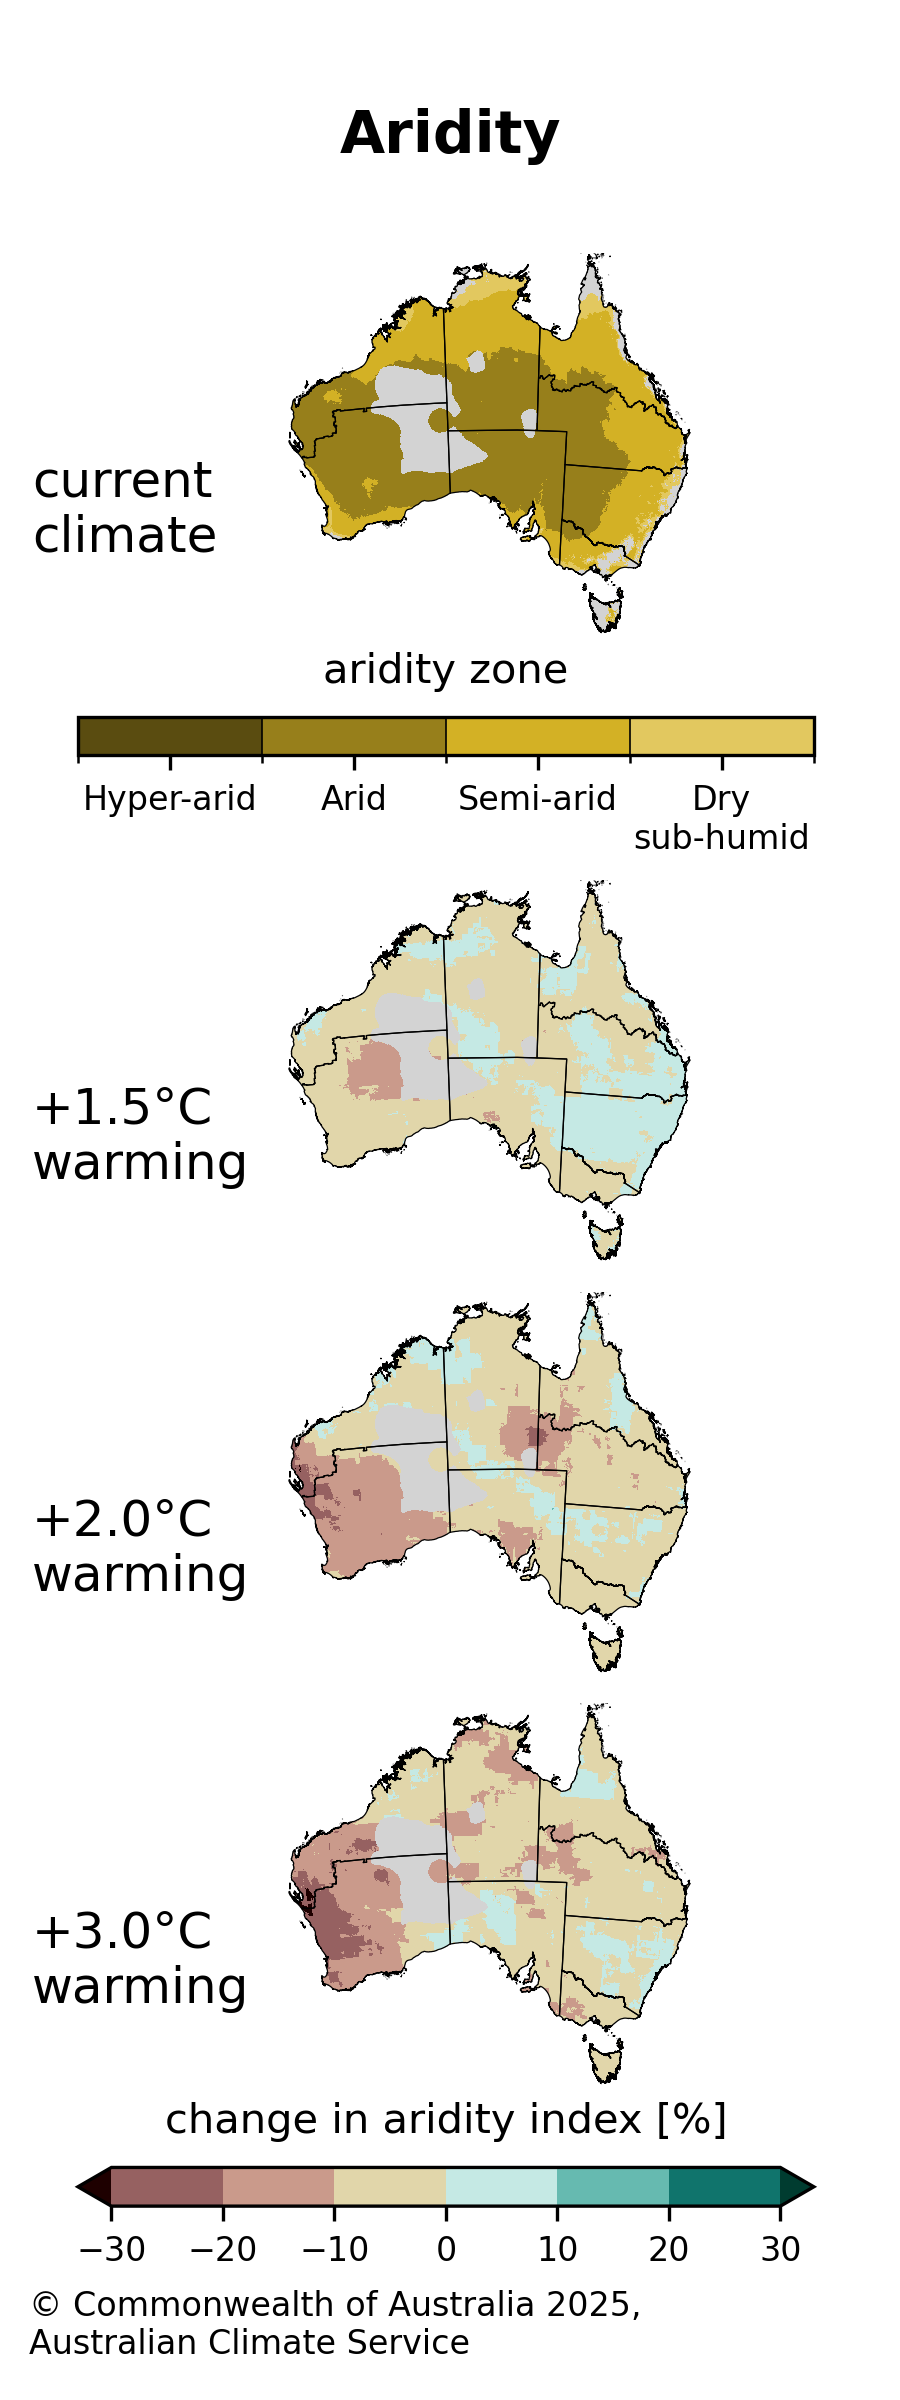 Aridity
current
climate
aridity zone
Hyper-arid Arid Semi-arid Dry
sub-humid
+1.5°C
warming
+2.0°C
warming
+3.0°C
warming
change in aridity index [%]
−30 −20 −10 0 10 20 30
© Commonwealth of Australia 2025,
Australian Climate Service